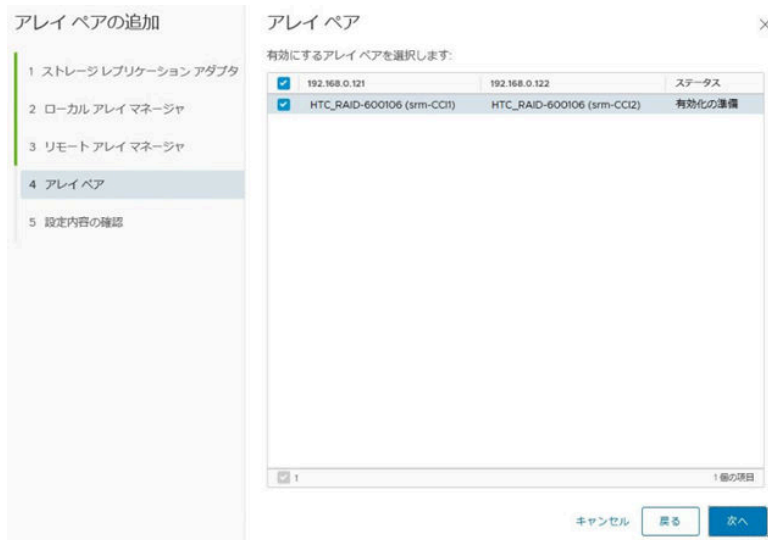 アレイ ペアの追加
1 ストレージ レプリケーション アダプタ
2 ローカル アレイ マネージャ
3 リモート アレイ マネージャ
4 アレイ ペア
5 設定内容の確認
アレイ ペア
有効にするアレイ ペアを選択します:
192.168.0.121 192.168.0.122 ステータス
HTC_RAID-600106 (srm-CCI1) HTC_RAID-600106 (srm-CCI2) 有効化の準備
1 1 個の項目
キャンセル 戻る 次へ